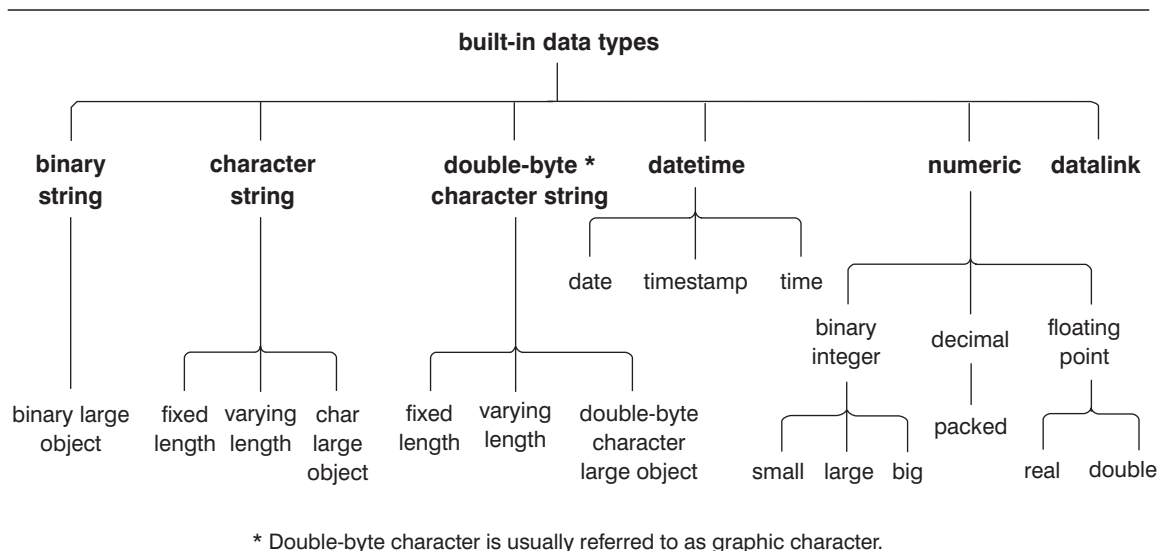 built-in data types
binary
string
character
string
double-byte *
character string
datetime
numeric
datalink
date
timestamp
time
binary
integer
decimal
floating
point
binary large
object
fixed
length
varying
length
char
large
object
fixed
length
varying
length
double-byte
character
large object
small
large
big
packed
real
double
* Double-byte character is usually referred to as graphic character.